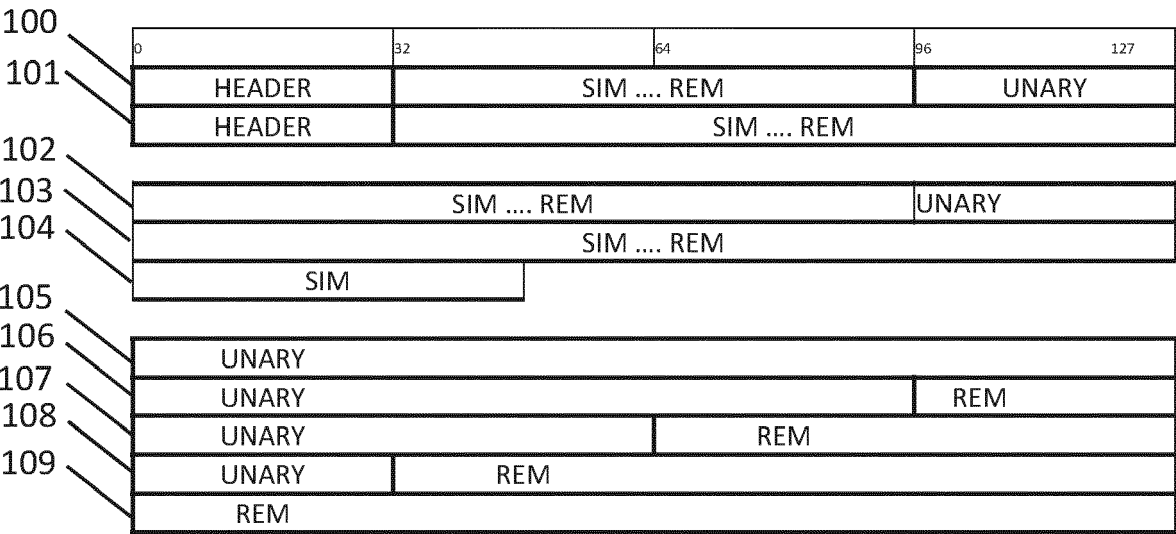 100
0 32 64 96 127
HEADER SIM .... REM UNARY
101
HEADER SIM .... REM
102
SIM .... REM UNARY
103
SIM .... REM
104
SIM
105
UNARY
106
UNARY REM
107
UNARY REM
108
UNARY REM
109
REM